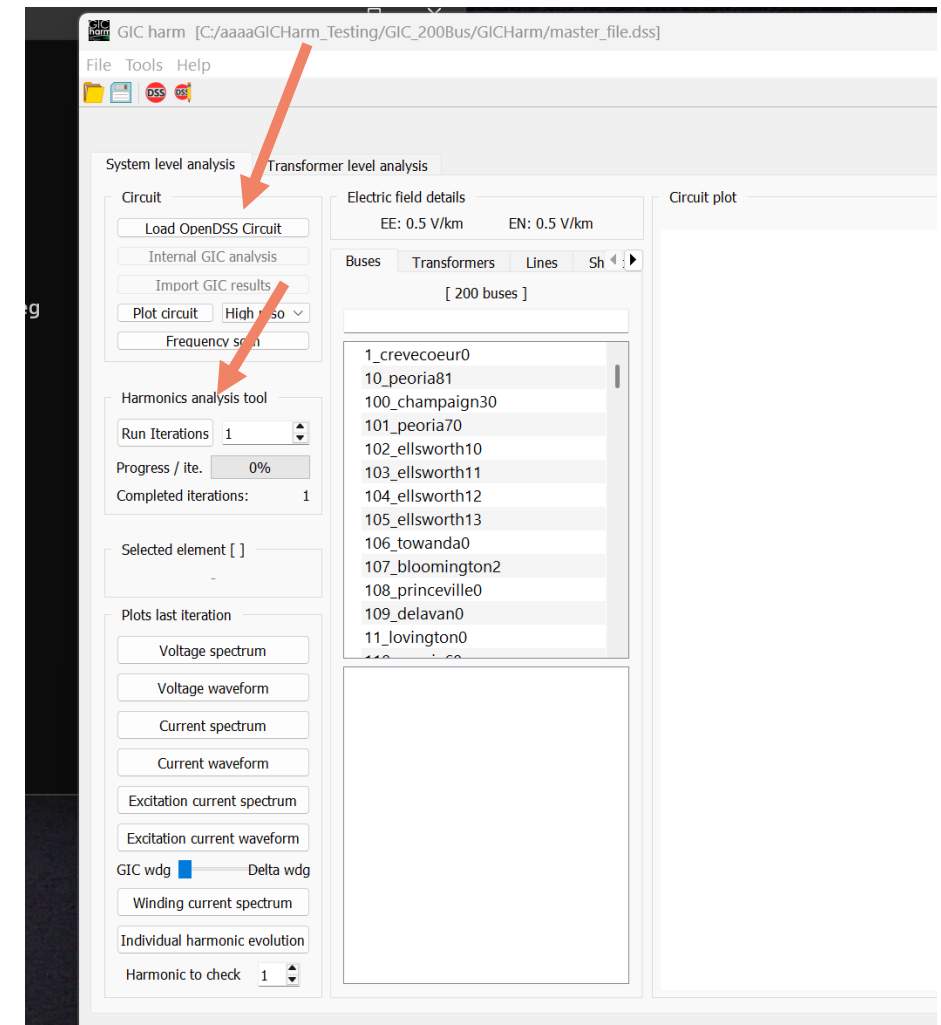 GIC harm [C:/aaaaGICHarm_Testing/GIC_200Bus/GICHarm/master_file.dss]
File Tools Help
DSS DSS
System level analysis Transformer level analysis
Circuit
Load OpenDSS Circuit
Internal GIC analysis
Import GIC results
Plot circuit High
Frequency
Harmonics analysis tool
Run Iterations 1
Progress / ite. 0%
Completed iterations: 1
Selected element [ ]
-
Plots last iteration
Voltage spectrum
Voltage waveform
Current spectrum
Current waveform
Excitation current spectrum
Excitation current waveform
GIC wdg Delta wdg
Winding current spectrum
Individual harmonic evolution
Harmonic to check 1
Electric field details
EE: 0.5 V/km EN: 0.5 V/km
Buses Transformers Lines Sh
[ 200 buses ]
1_crevecoeur0
10_peoria81
100_champaign30
101_peoria70
102_ellsworth10
103_ellsworth11
104_ellsworth12
105_ellsworth13
106_towanda0
107_bloomington2
108_princeville0
109_delavan0
11_lovington0
Circuit plot